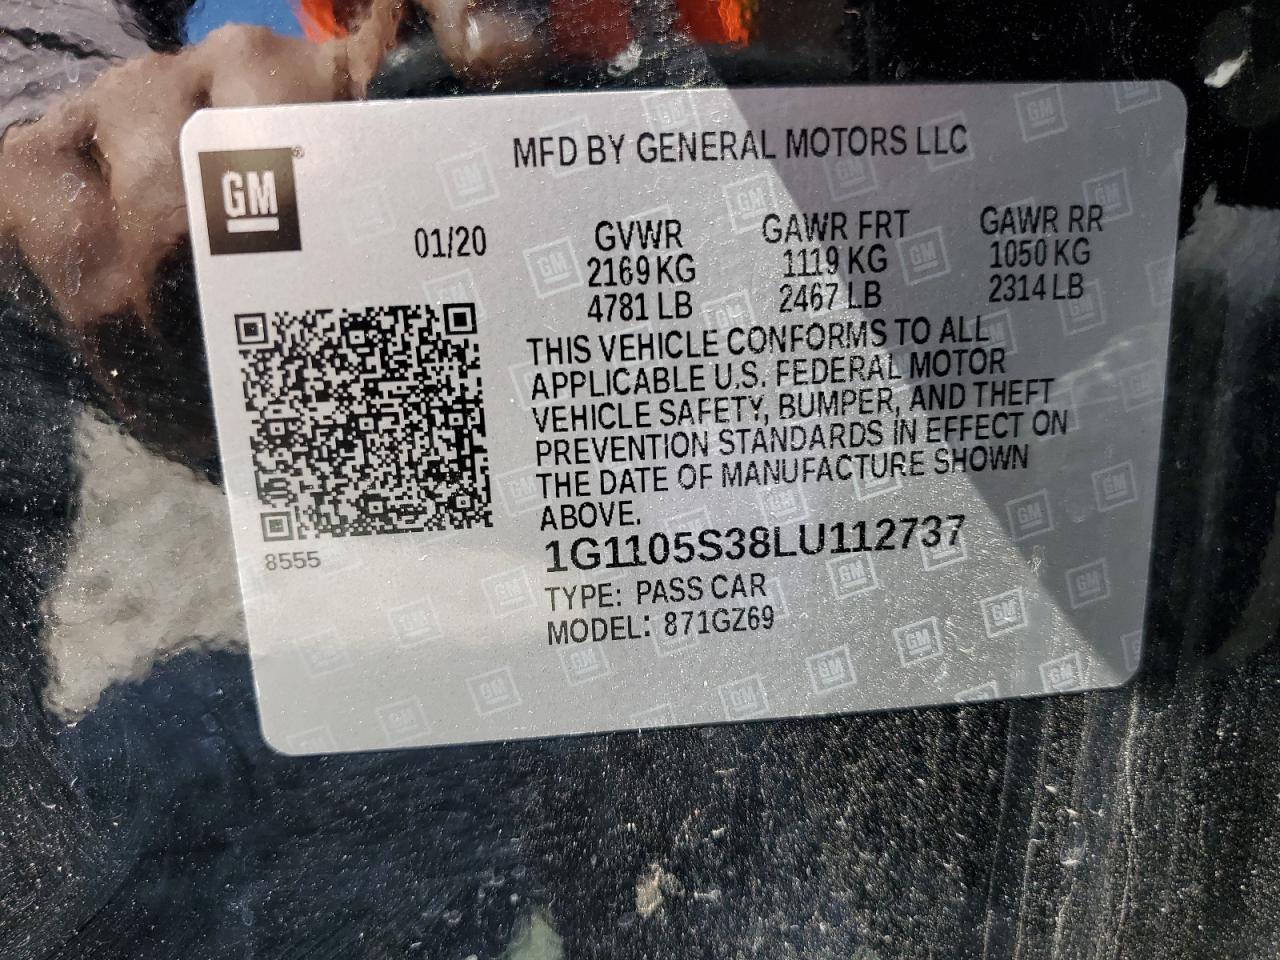 MFD BY GENERAL MOTORS LLC
GM
01/20
GVWR
2169 KG
4781 LB
GAWR FRT
1119 KG
2467 LB
GAWR RR
1050 KG
2314 LB
THIS VEHICLE CONFORMS TO ALL
APPLICABLE U.S. FEDERAL MOTOR
VEHICLE SAFETY, BUMPER, AND THEFT
PREVENTION STANDARDS IN EFFECT ON
THE DATE OF MANUFACTURE SHOWN
ABOVE.
8555
1G1105S38LU112737
TYPE: PASS CAR
MODEL: 871GZ69